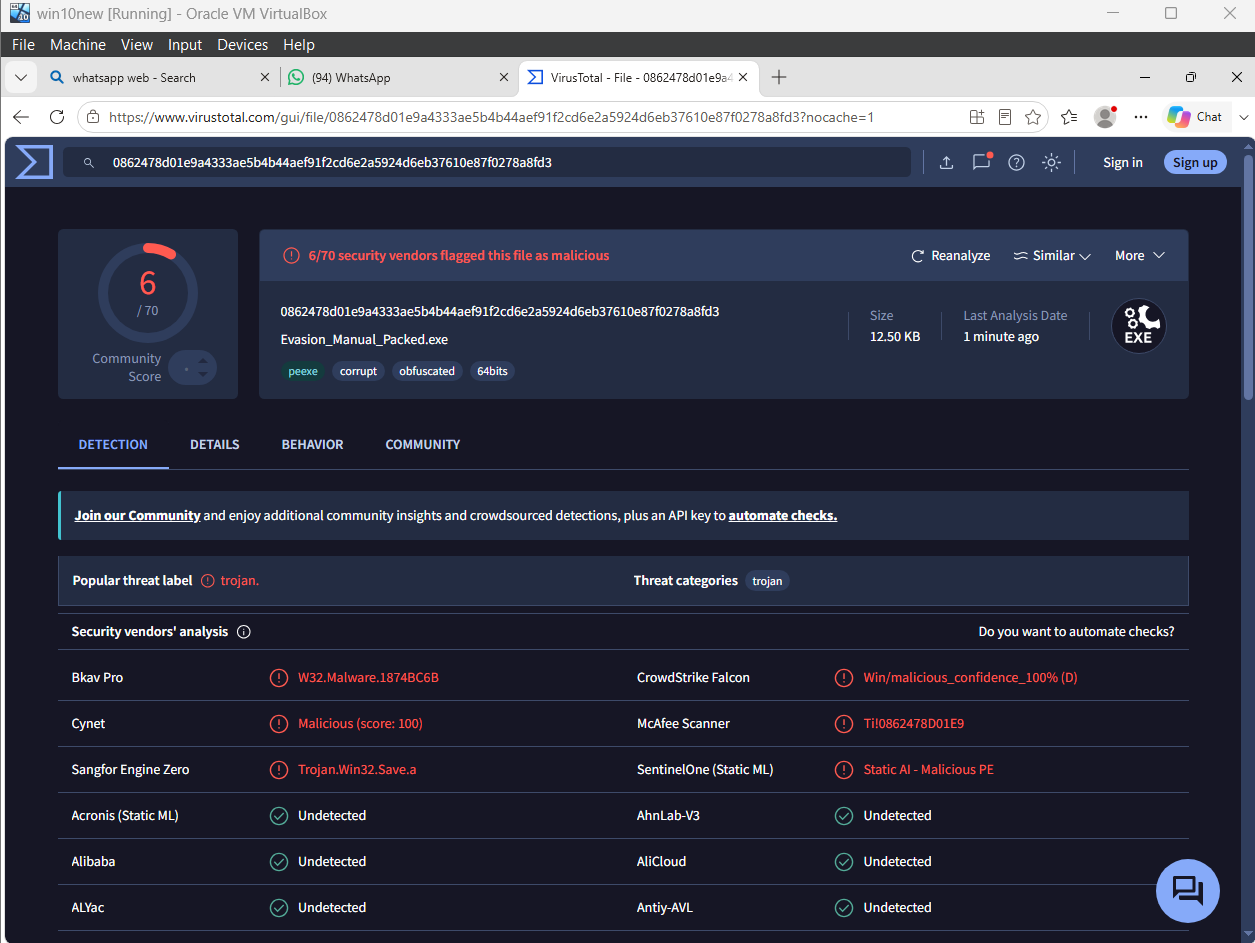 win10new [Running] - Oracle VM VirtualBox
File Machine View Input Devices Help
whatsapp web - Search
(94) WhatsApp
VirusTotal - File - 0862478d01e9a4
https://www.virustotal.com/gui/file/0862478d01e9a4333ae5b4b44aef91f2cd6e2a5924d6eb37610e87f0278a8fd3?nocache=1
Chat
0862478d01e9a4333ae5b4b44aef91f2cd6e2a5924d6eb37610e87f0278a8fd3
Sign in
Sign up
6
/ 70
Community
Score
6/70 security vendors flagged this file as malicious
Reanalyze
Similar
More
0862478d01e9a4333ae5b4b44aef91f2cd6e2a5924d6eb37610e87f0278a8fd3
Evasion_Manual_Packed.exe
peexe corrupt obfuscated 64bits
Size
12.50 KB
Last Analysis Date
1 minute ago
EXE
DETECTION DETAILS BEHAVIOR COMMUNITY
Join our Community and enjoy additional community insights and crowdsourced detections, plus an API key to automate checks.
Popular threat label trojan.
Threat categories trojan
Security vendors' analysis
Do you want to automate checks?
Bkav Pro W32.Malware.1874BC6B CrowdStrike Falcon Win/malicious_confidence_100% (D)
Cynet Malicious (score: 100) McAfee Scanner Ti!0862478D01E9
Sangfor Engine Zero Trojan.Win32.Save.a SentinelOne (Static ML) Static AI - Malicious PE
Acronis (Static ML) Undetected AhnLab-V3 Undetected
Alibaba Undetected AliCloud Undetected
ALYac Undetected Antiy-AVL Undetected